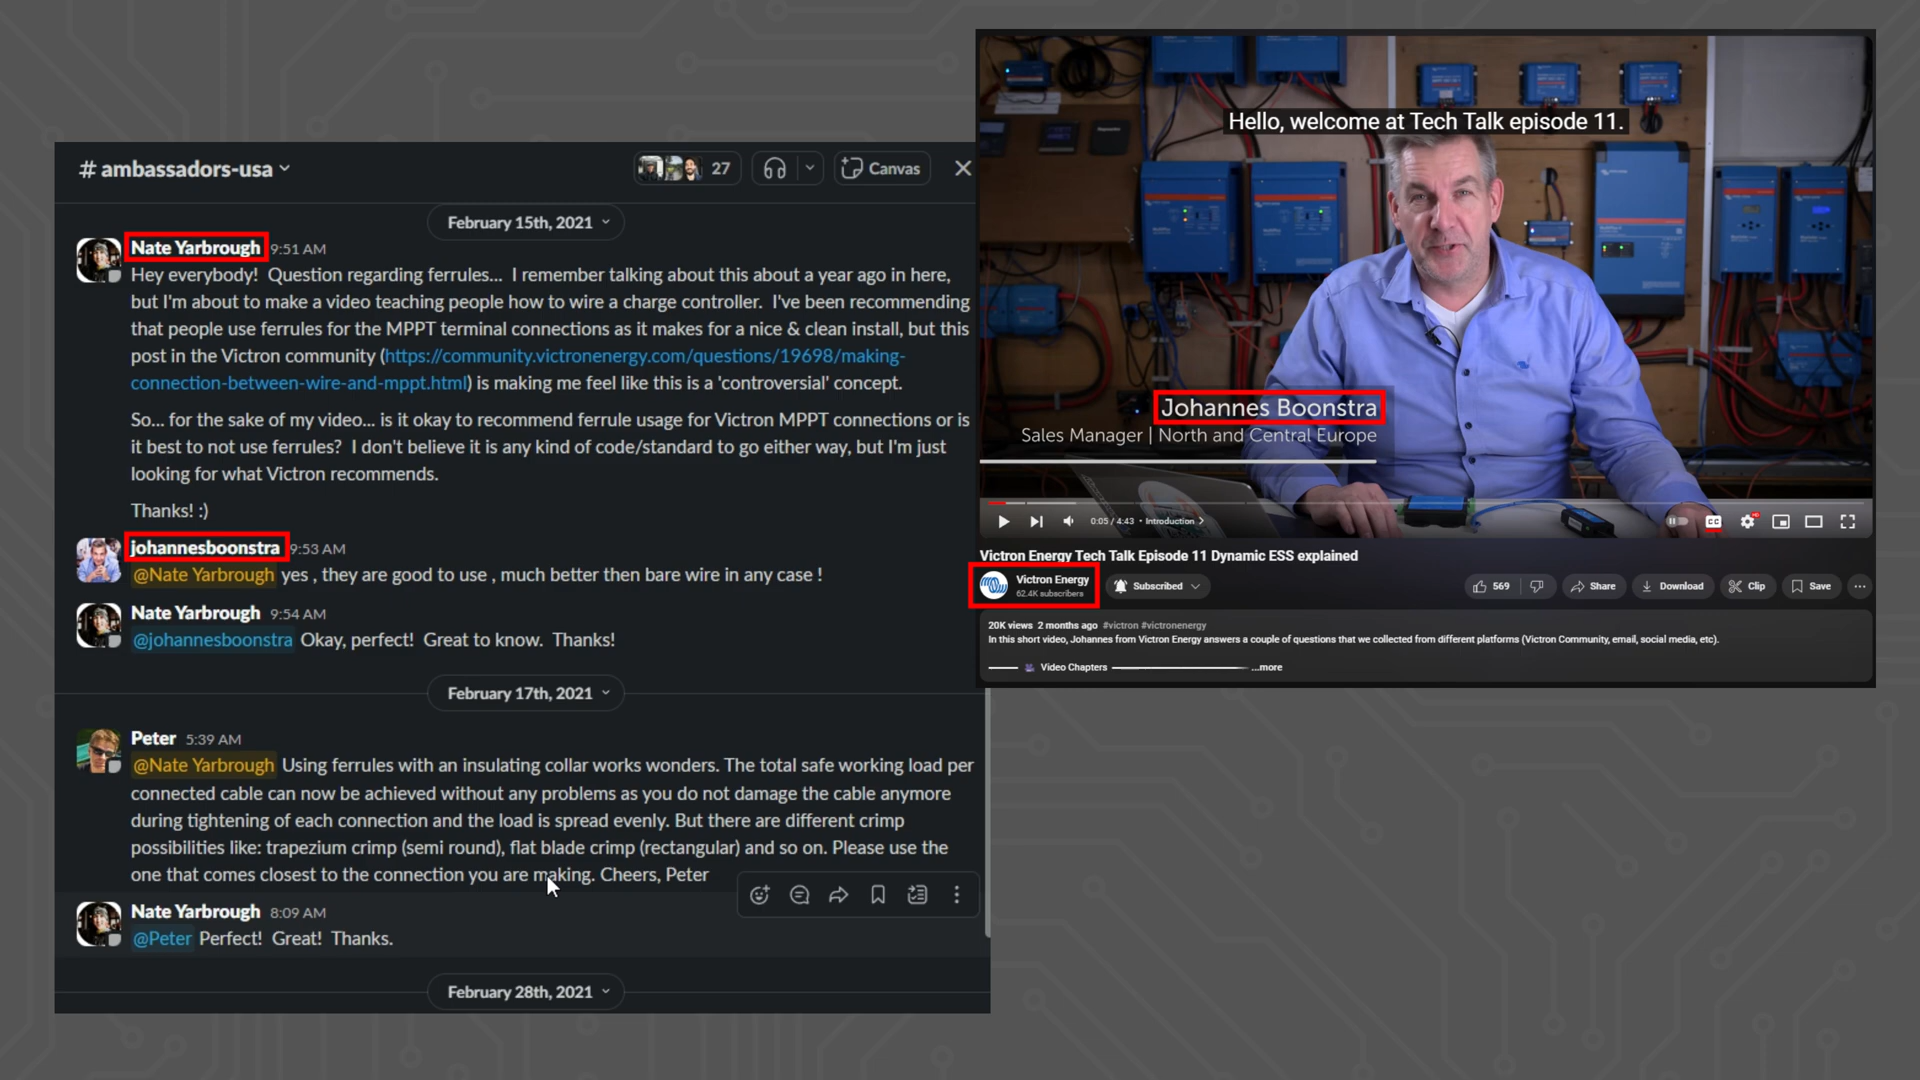 # ambassadors-usa
27
Canvas
February 15th, 2021
Nate Yarbrough 9:51 AM
Hey everybody! Question regarding ferrules... I remember talking about this about a year ago in here,
but I'm about to make a video teaching people how to wire a charge controller. I've been recommending
that people use ferrules for the MPPT terminal connections as it makes for a nice & clean install, but this
post in the Victron community (https://community.victronenergy.com/questions/19698/making-
connection-between-wire-and-mppt.html) is making me feel like this is a 'controversial' concept.
So... for the sake of my video... is it okay to recommend ferrule usage for Victron MPPT connections or is
it best to not use ferrules? I don't believe it is any kind of code/standard to go either way, but I'm just
looking for what Victron recommends.
Thanks! :)
johannesboonstra 9:53 AM
@Nate Yarbrough yes , they are good to use , much better then bare wire in any case !
Nate Yarbrough 9:54 AM
@johannesboonstra Okay, perfect! Great to know. Thanks!
February 17th, 2021
Peter 5:39 AM
@Nate Yarbrough Using ferrules with an insulating collar works wonders. The total safe working load per
connected cable can now be achieved without any problems as you do not damage the cable anymore
during tightening of each connection and the load is spread evenly. But there are different crimp
possibilities like: trapezium crimp (semi round), flat blade crimp (rectangular) and so on. Please use the
one that comes closest to the connection you are making. Cheers, Peter
Nate Yarbrough 8:09 AM
@Peter Perfect! Great! Thanks.
February 28th, 2021
Hello, welcome at Tech Talk episode 11.
Johannes Boonstra
Sales Manager | North and Central Europe
0:05 / 4:43 • Introduction
CC
HD
Victron Energy Tech Talk Episode 11 Dynamic ESS explained
Victron Energy
62.4K subscribers
Subscribed
569
Share
Download
Clip
Save
20K views 2 months ago #victron #victronenergy
In this short video, Johannes from Victron Energy answers a couple of questions that we collected from different platforms (Victron Community, email, social media, etc).
Video Chapters
...more